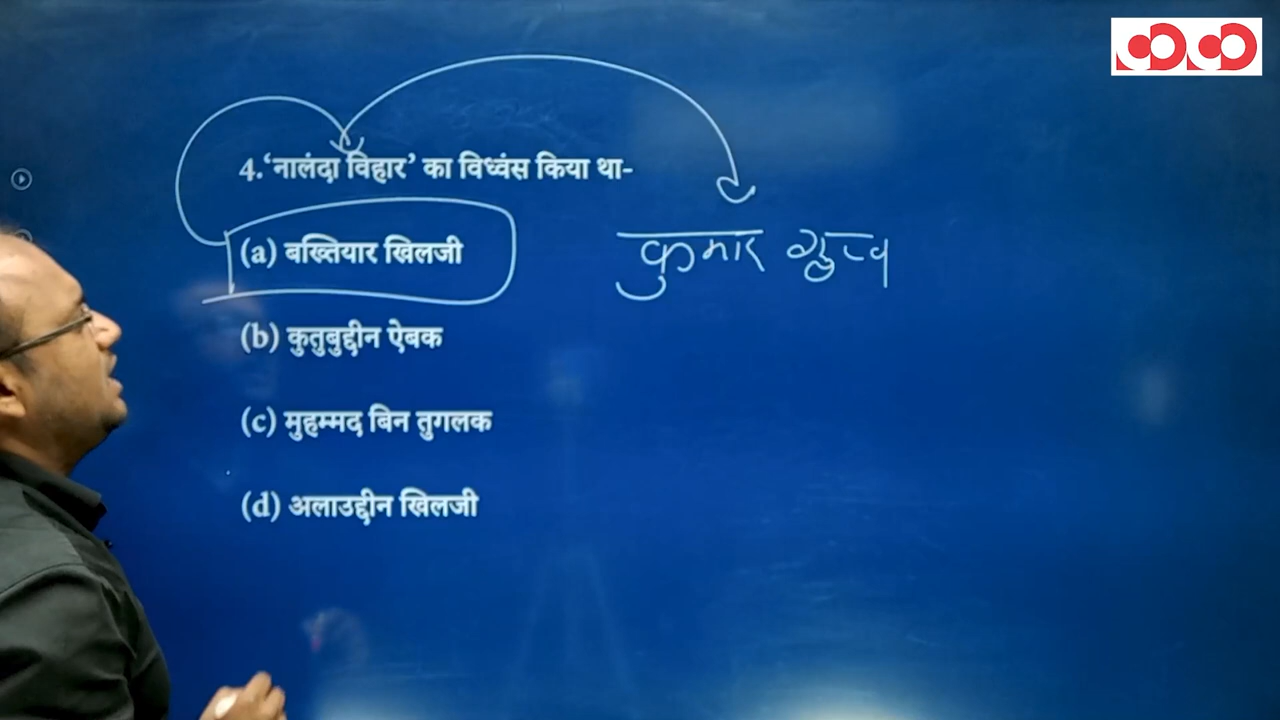 4.‘नालंदा विहार’ का विध्वंस किया था-
(a) बख्तियार खिलजी
कुमार गुप्त
(b) कुतुबुद्दीन ऐबक
(c) मुहम्मद बिन तुगलक
(d) अलाउद्दीन खिलजी